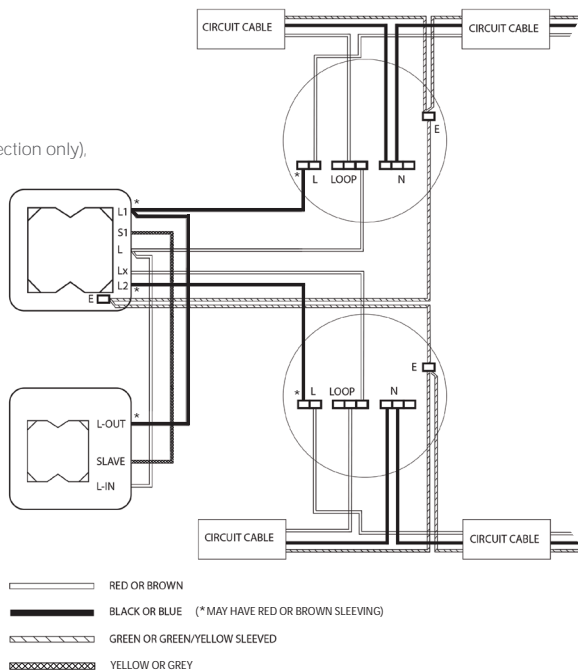 CIRCUIT CABLE
CIRCUIT CABLE
E
ection only),
* L LOOP N
*
L1
S1
L
Lx
L2
*
E
E
* L LOOP N
L-OUT *
SLAVE
L-IN
CIRCUIT CABLE
CIRCUIT CABLE
RED OR BROWN
BLACK OR BLUE (*MAY HAVE RED OR BROWN SLEEVING)
GREEN OR GREEN/YELLOW SLEEVED
YELLOW OR GREY